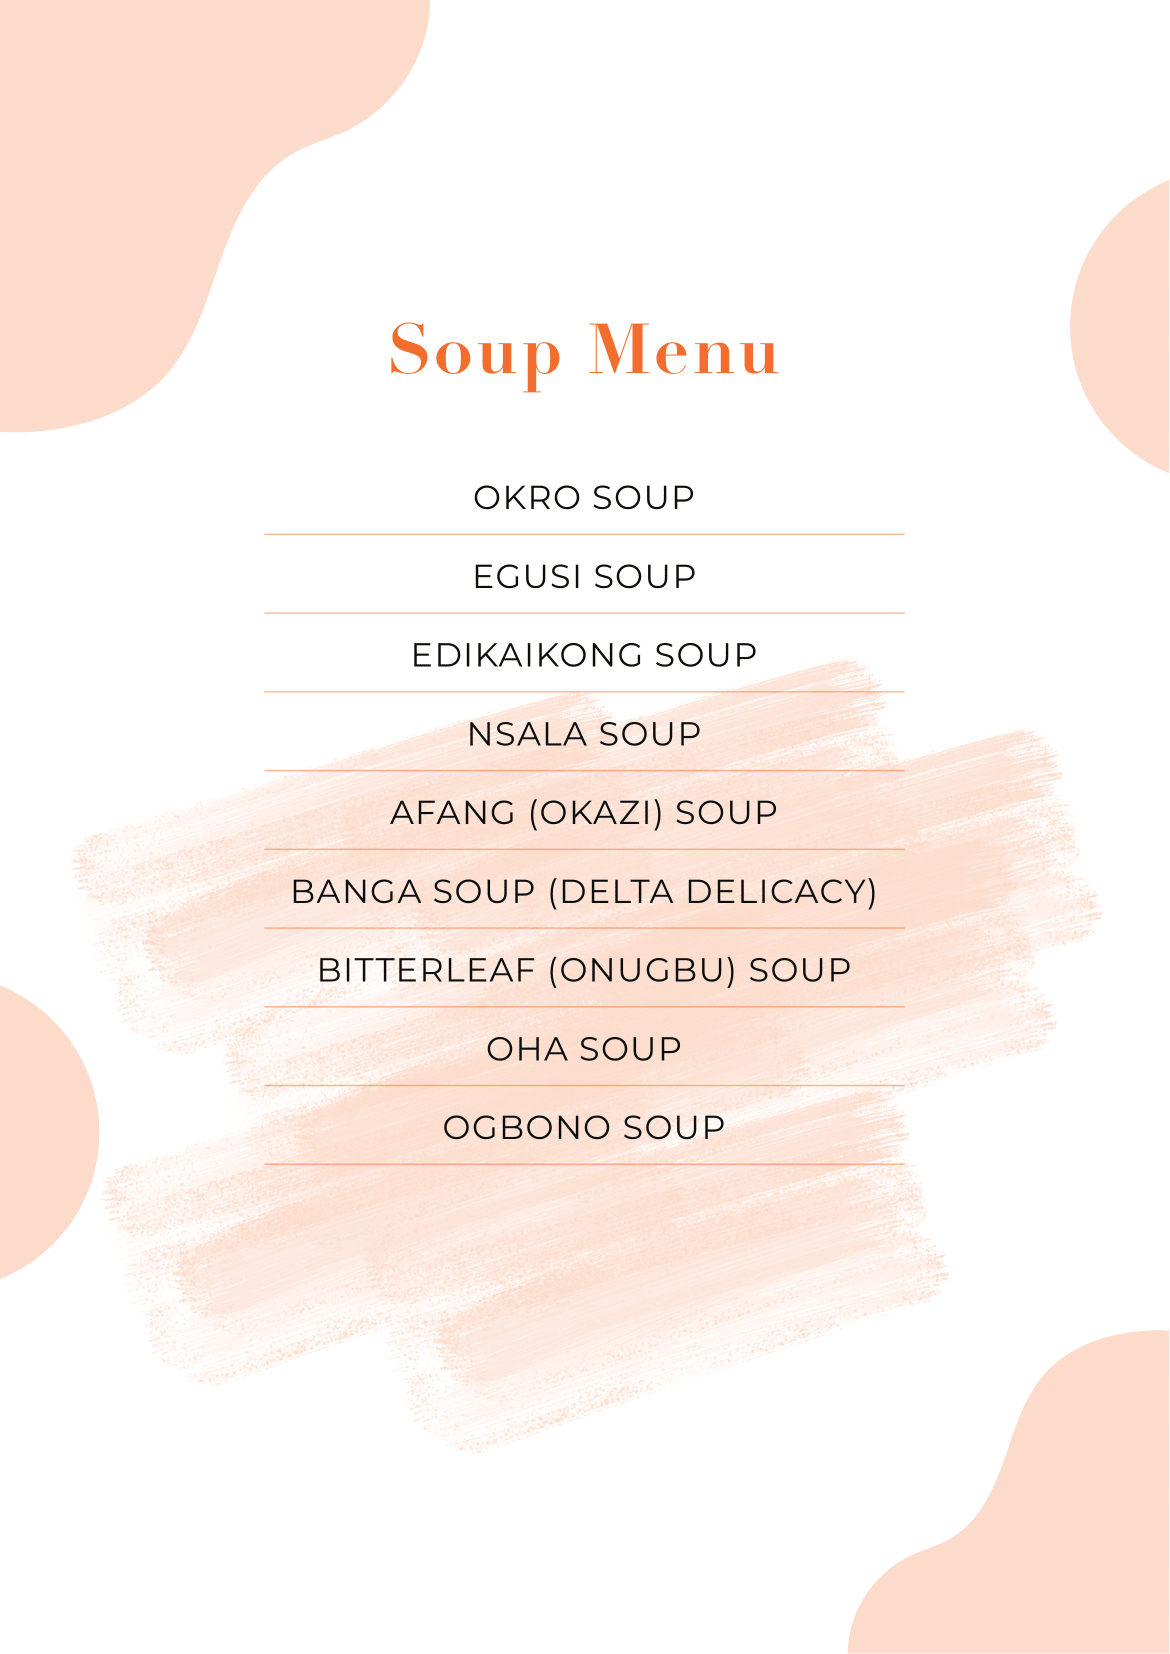 Soup Menu
OKRO SOUP
EGUSI SOUP
EDIKAIKONG SOUP
NSALA SOUP
AFANG (OKAZI) SOUP
BANGA SOUP (DELTA DELICACY)
BITTERLEAF (ONUGBU) SOUP
OHA SOUP
OGBONO SOUP